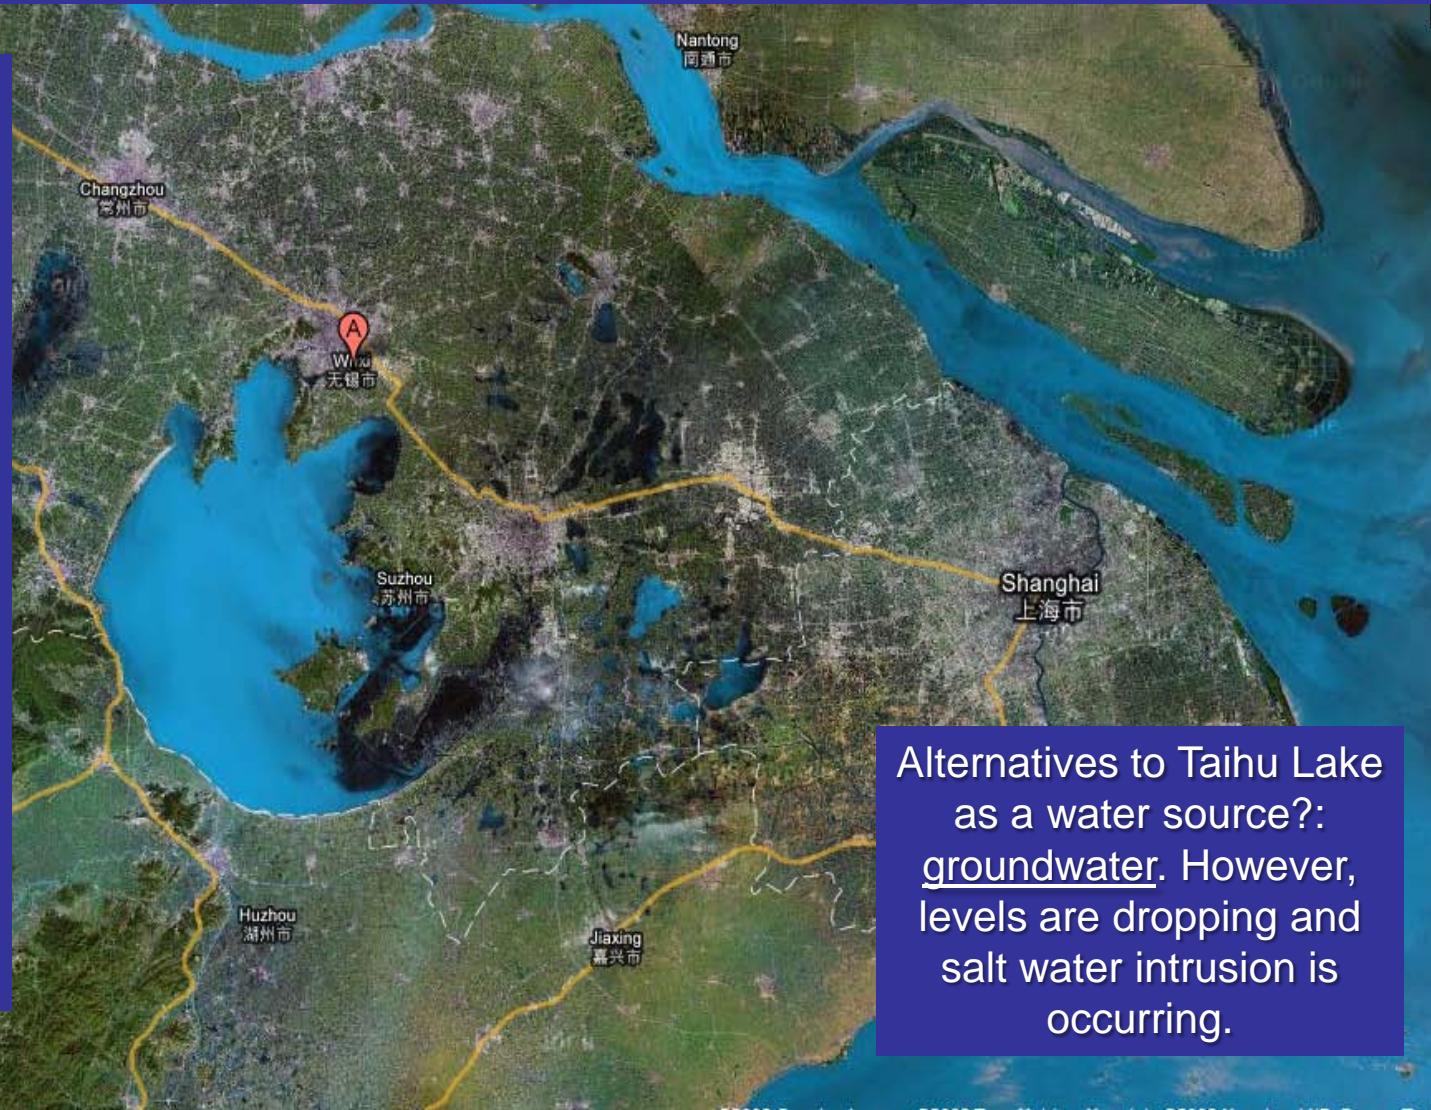 Nantong
南通市
Changzhou
常州市
Wuxi
无锡市
Suzhou
苏州市
Shanghai
上海市
Alternatives to Taihu Lake
as a water source?:
groundwater. However,
levels are dropping and
salt water intrusion is
occurring.
Huzhou
湖州市
Jiaxing
嘉兴市
A